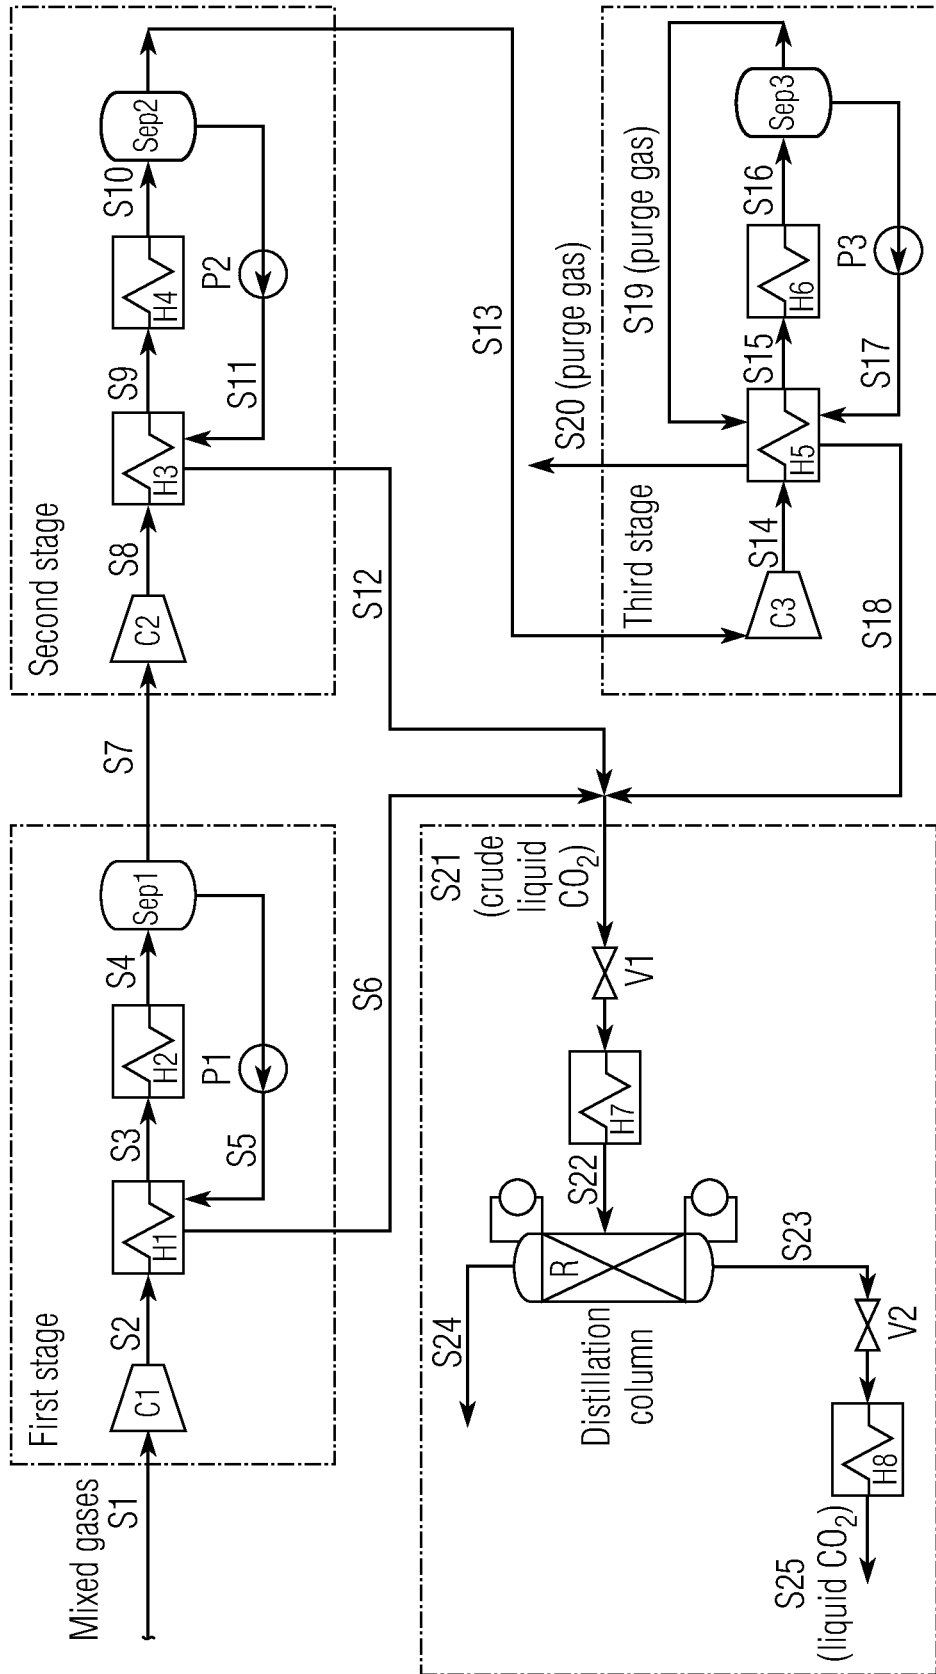 Mixed gases
S1
First stage
C1
S2
H1
S3
H2
S4
Sep1
P1
S5
S6
S7
Second stage
C2
S8
H3
S9
H4
S10
Sep2
P2
S11
S12
S13
Third stage
C3
S14
H5
S15
H6
S16
Sep3
P3
S17
S18
S19 (purge gas)
S20 (purge gas)
S21
(crude
liquid
CO₂)
V1
H7
S22
R
Distillation
column
S24
S23
V2
H8
S25
(liquid CO₂)